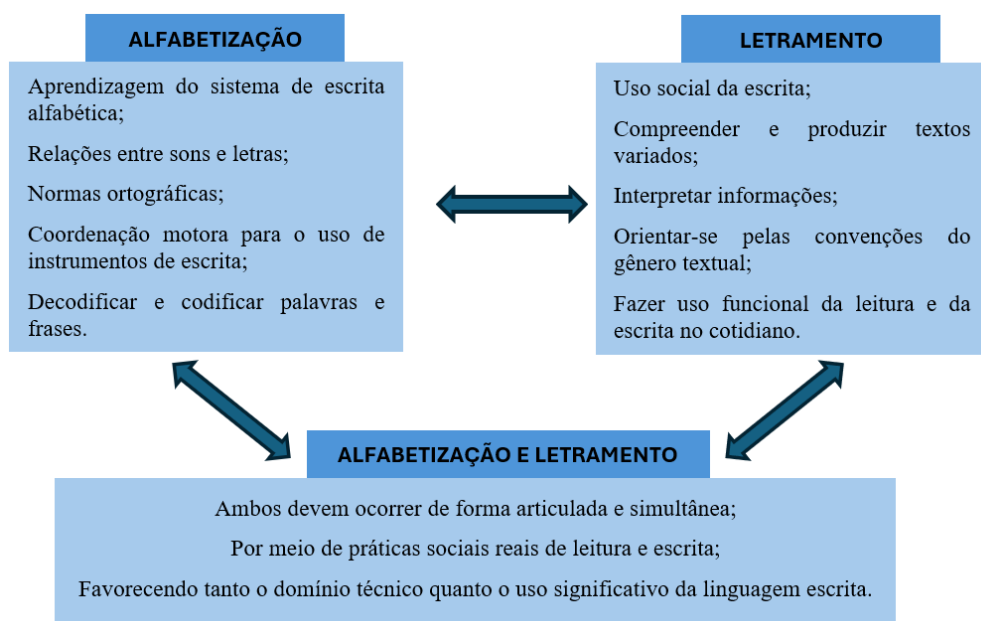 ALFABETIZAÇÃO
Aprendizagem do sistema de escrita
alfabética;
Relações entre sons e letras;
Normas ortográficas;
Coordenação motora para o uso de
instrumentos de escrita;
Decodificar e codificar palavras e
frases.
LETRAMENTO
Uso social da escrita;
Compreender e produzir textos
variados;
Interpretar informações;
Orientar-se pelas convenções do
gênero textual;
Fazer uso funcional da leitura e da
escrita no cotidiano.
ALFABETIZAÇÃO E LETRAMENTO
Ambos devem ocorrer de forma articulada e simultânea;
Por meio de práticas sociais reais de leitura e escrita;
Favorecendo tanto o domínio técnico quanto o uso significativo da linguagem escrita.